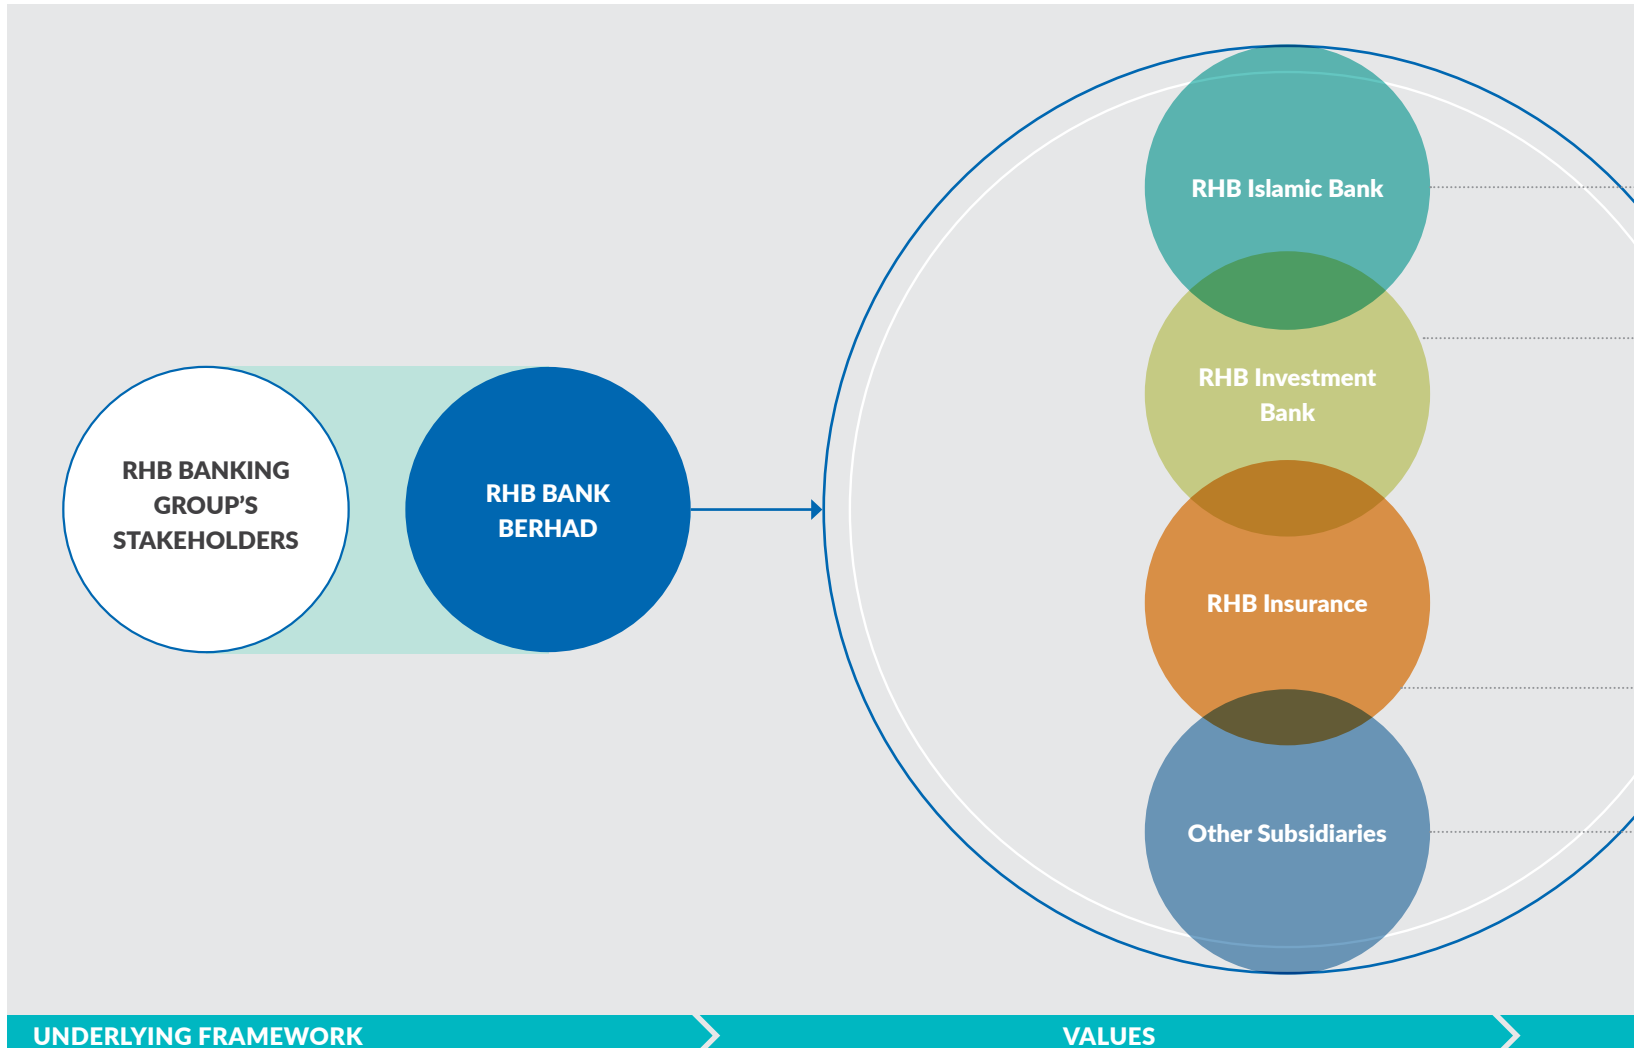 RHB BANKING
GROUP’S
STAKEHOLDERS
RHB BANK
BERHAD
RHB Islamic Bank
RHB Investment
Bank
RHB Insurance
Other Subsidiaries
UNDERLYING FRAMEWORK
VALUES